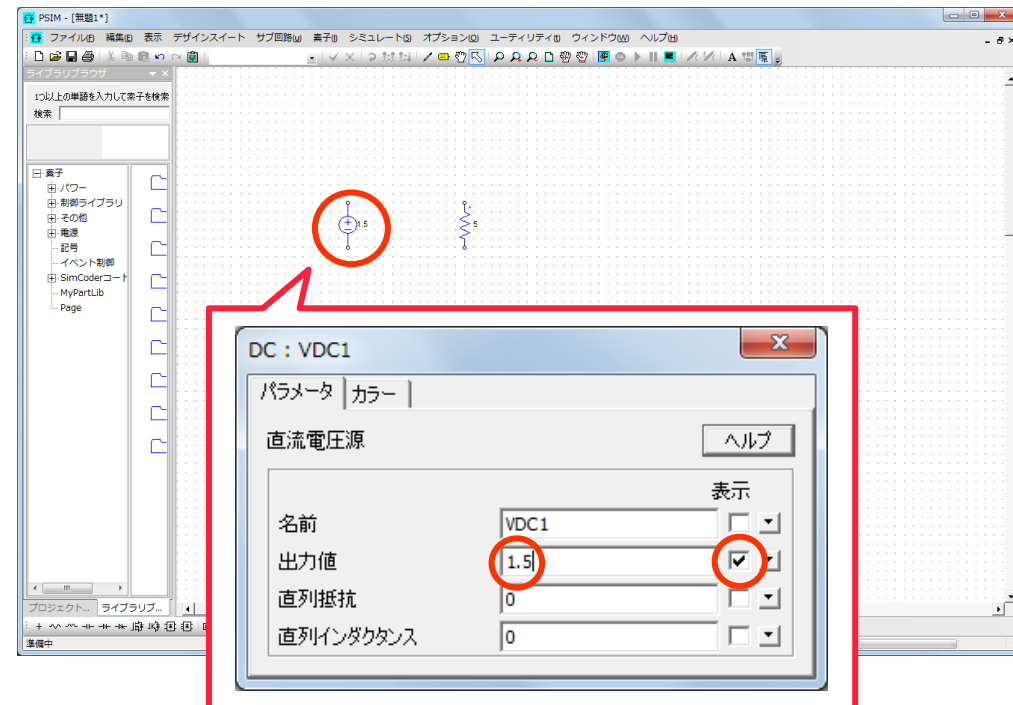 PSIM - [無題1*]
ファイル(F) 編集(E) 表示 デザインスイート サブ回路(u) 素子(l) シミュレート(S) オプション(O) ユーティリティ(t) ウィンドウ(W) ヘルプ(H)
ライブラリブラウザ
1つ以上の単語を入力して素子を検索
検索
素子
パワー
制御ライブラリ
その他
電源
記号
イベント制御
SimCoderコート
MyPartLib
Page
1.5
5
プロジェクト... ライブラリブ...
準備中
DC : VDC1
パラメータ カラー
直流電圧源 ヘルプ
表示
名前 VDC1
出力値 1.5
直列抵抗 0
直列インダクタンス 0